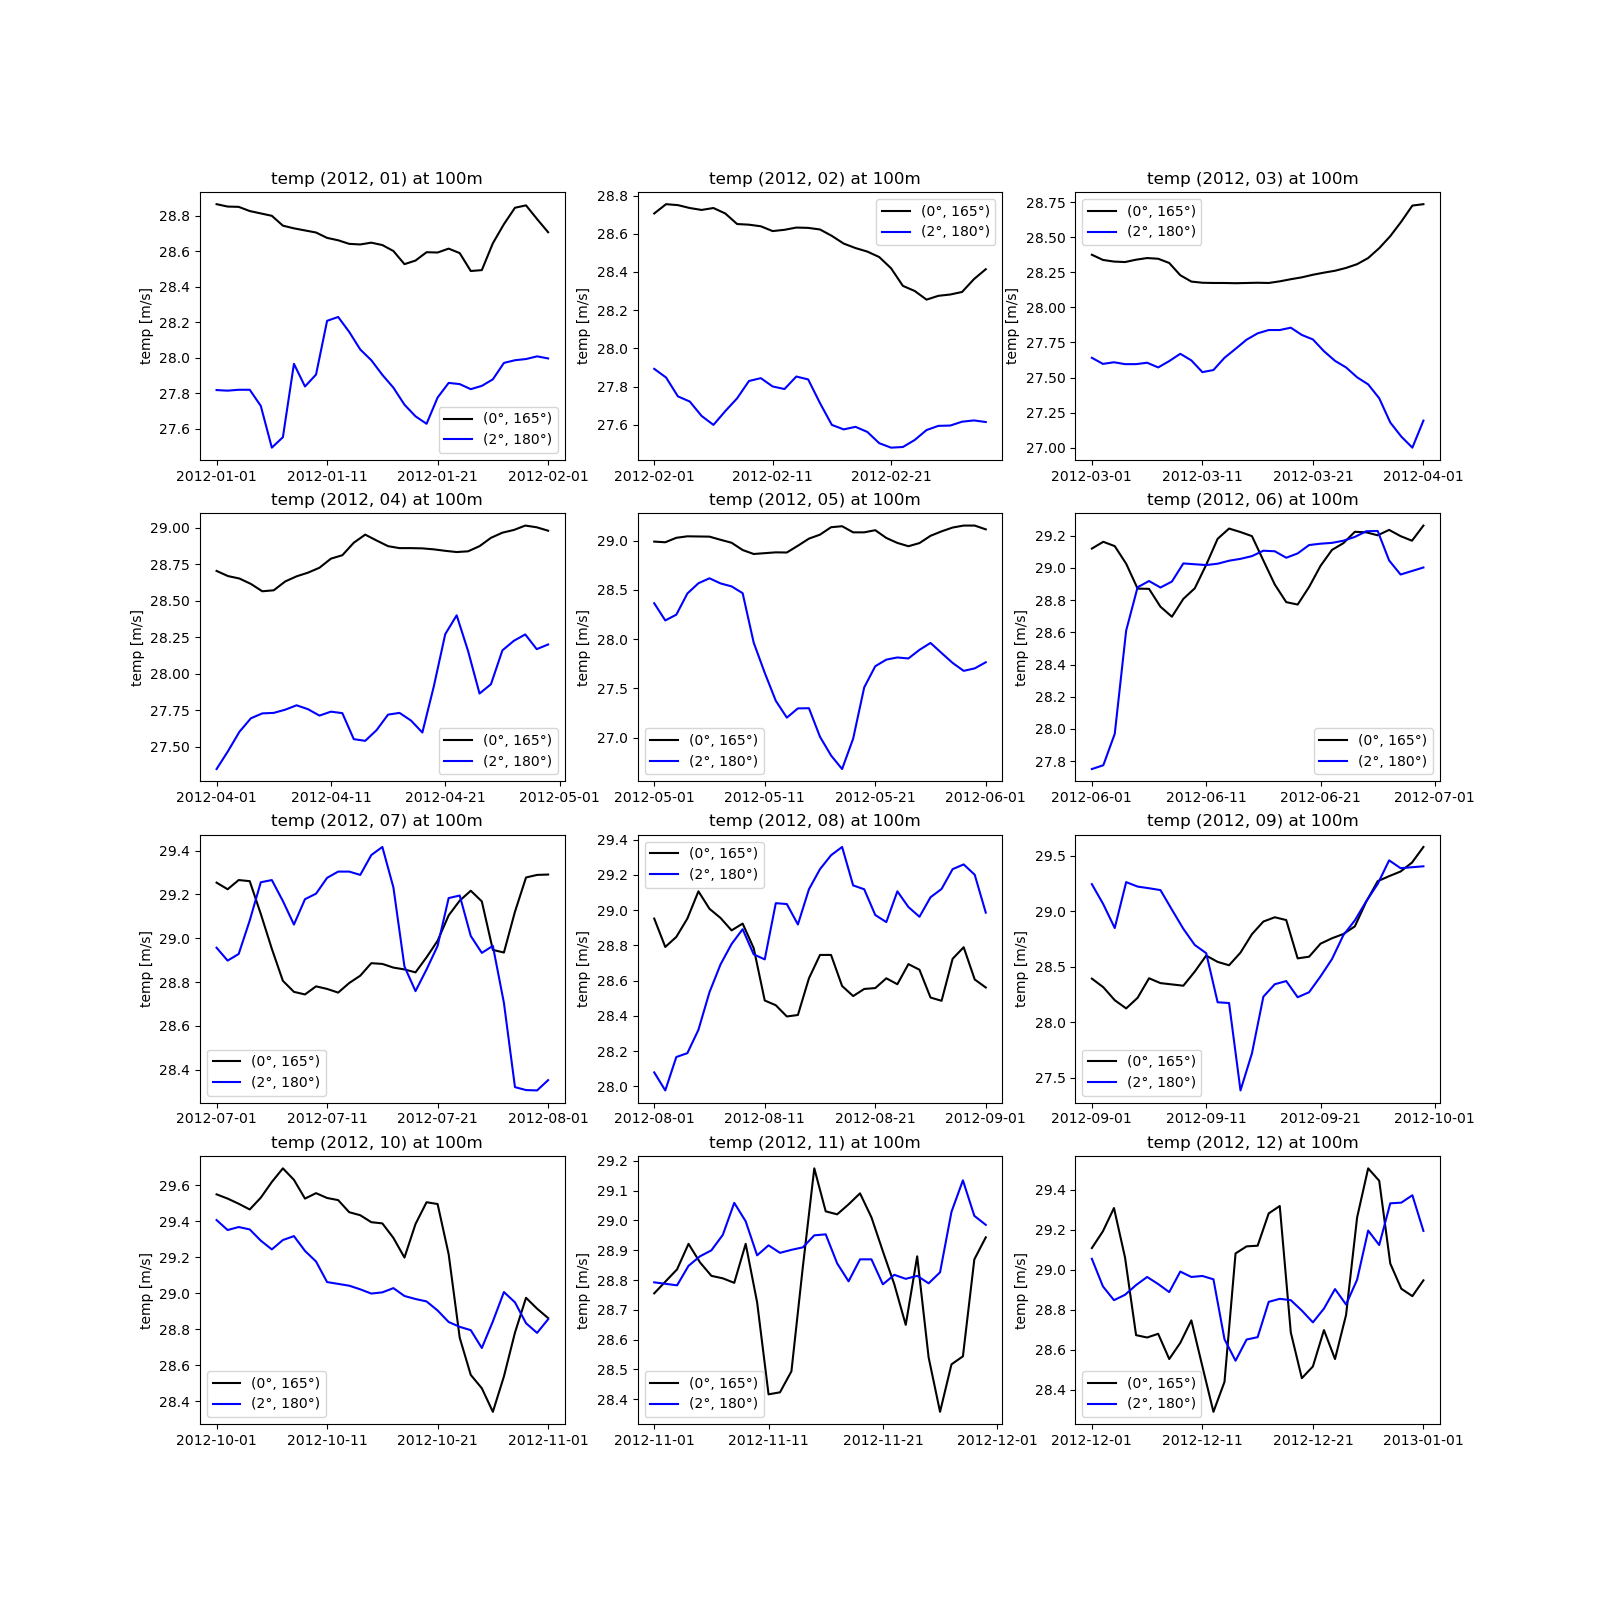 temp (2012, 01) at 100m
temp [m/s]
28.8
28.6
28.4
28.2
28.0
27.8
27.6
(0°, 165°)
(2°, 180°)
2012-01-01 2012-01-11 2012-01-21 2012-02-01
temp (2012, 02) at 100m
temp [m/s]
28.8
28.6
28.4
28.2
28.0
27.8
27.6
(0°, 165°)
(2°, 180°)
2012-02-01 2012-02-11 2012-02-21
temp (2012, 03) at 100m
temp [m/s]
28.75
28.50
28.25
28.00
27.75
27.50
27.25
27.00
(0°, 165°)
(2°, 180°)
2012-03-01 2012-03-11 2012-03-21 2012-04-01
temp (2012, 04) at 100m
temp [m/s]
29.00
28.75
28.50
28.25
28.00
27.75
27.50
(0°, 165°)
(2°, 180°)
2012-04-01 2012-04-11 2012-04-21 2012-05-01
temp (2012, 05) at 100m
temp [m/s]
29.0
28.5
28.0
27.5
27.0
(0°, 165°)
(2°, 180°)
2012-05-01 2012-05-11 2012-05-21 2012-06-01
temp (2012, 06) at 100m
temp [m/s]
29.2
29.0
28.8
28.6
28.4
28.2
28.0
27.8
(0°, 165°)
(2°, 180°)
2012-06-01 2012-06-11 2012-06-21 2012-07-01
temp (2012, 07) at 100m
temp [m/s]
29.4
29.2
29.0
28.8
28.6
28.4
(0°, 165°)
(2°, 180°)
2012-07-01 2012-07-11 2012-07-21 2012-08-01
temp (2012, 08) at 100m
temp [m/s]
29.4
29.2
29.0
28.8
28.6
28.4
28.2
28.0
(0°, 165°)
(2°, 180°)
2012-08-01 2012-08-11 2012-08-21 2012-09-01
temp (2012, 09) at 100m
temp [m/s]
29.5
29.0
28.5
28.0
27.5
(0°, 165°)
(2°, 180°)
2012-09-01 2012-09-11 2012-09-21 2012-10-01
temp (2012, 10) at 100m
temp [m/s]
29.6
29.4
29.2
29.0
28.8
28.6
28.4
(0°, 165°)
(2°, 180°)
2012-10-01 2012-10-11 2012-10-21 2012-11-01
temp (2012, 11) at 100m
temp [m/s]
29.2
29.1
29.0
28.9
28.8
28.7
28.6
28.5
28.4
(0°, 165°)
(2°, 180°)
2012-11-01 2012-11-11 2012-11-21 2012-12-01
temp (2012, 12) at 100m
temp [m/s]
29.4
29.2
29.0
28.8
28.6
28.4
(0°, 165°)
(2°, 180°)
2012-12-01 2012-12-11 2012-12-21 2013-01-01